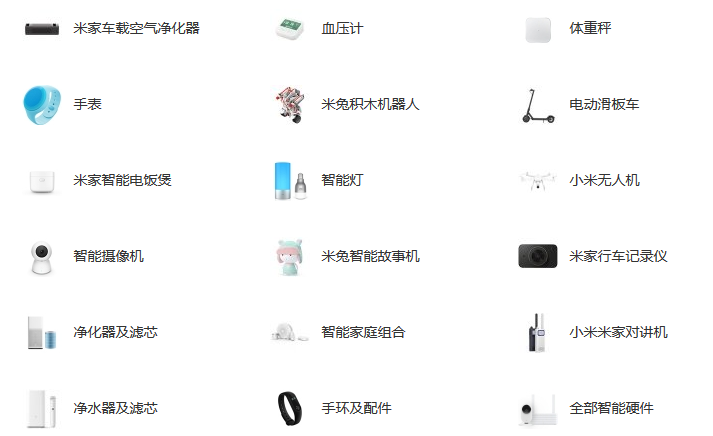 米家车载空气净化器
血压计
体重秤
手表
米兔积木机器人
电动滑板车
米家智能电饭煲
智能灯
小米无人机
智能摄像机
米兔智能故事机
米家行车记录仪
净化器及滤芯
智能家庭组合
小米米家对讲机
净水器及滤芯
手环及配件
全部智能硬件